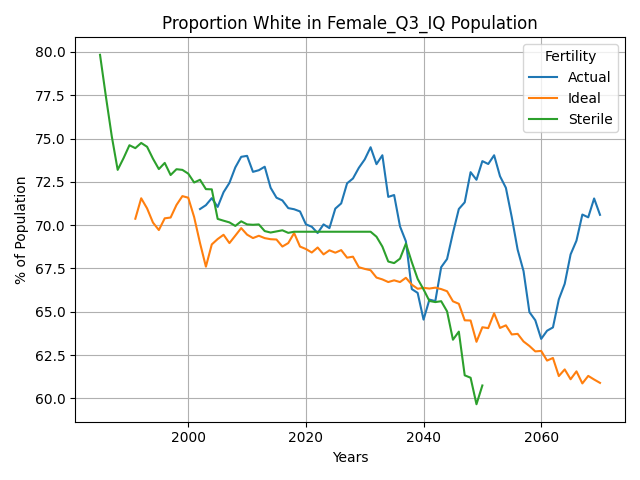 Proportion White in Female_Q3_IQ Population
Fertility
Actual
Ideal
Sterile
% of Population
80.0
77.5
75.0
72.5
70.0
67.5
65.0
62.5
60.0
2000 2020 2040 2060
Years